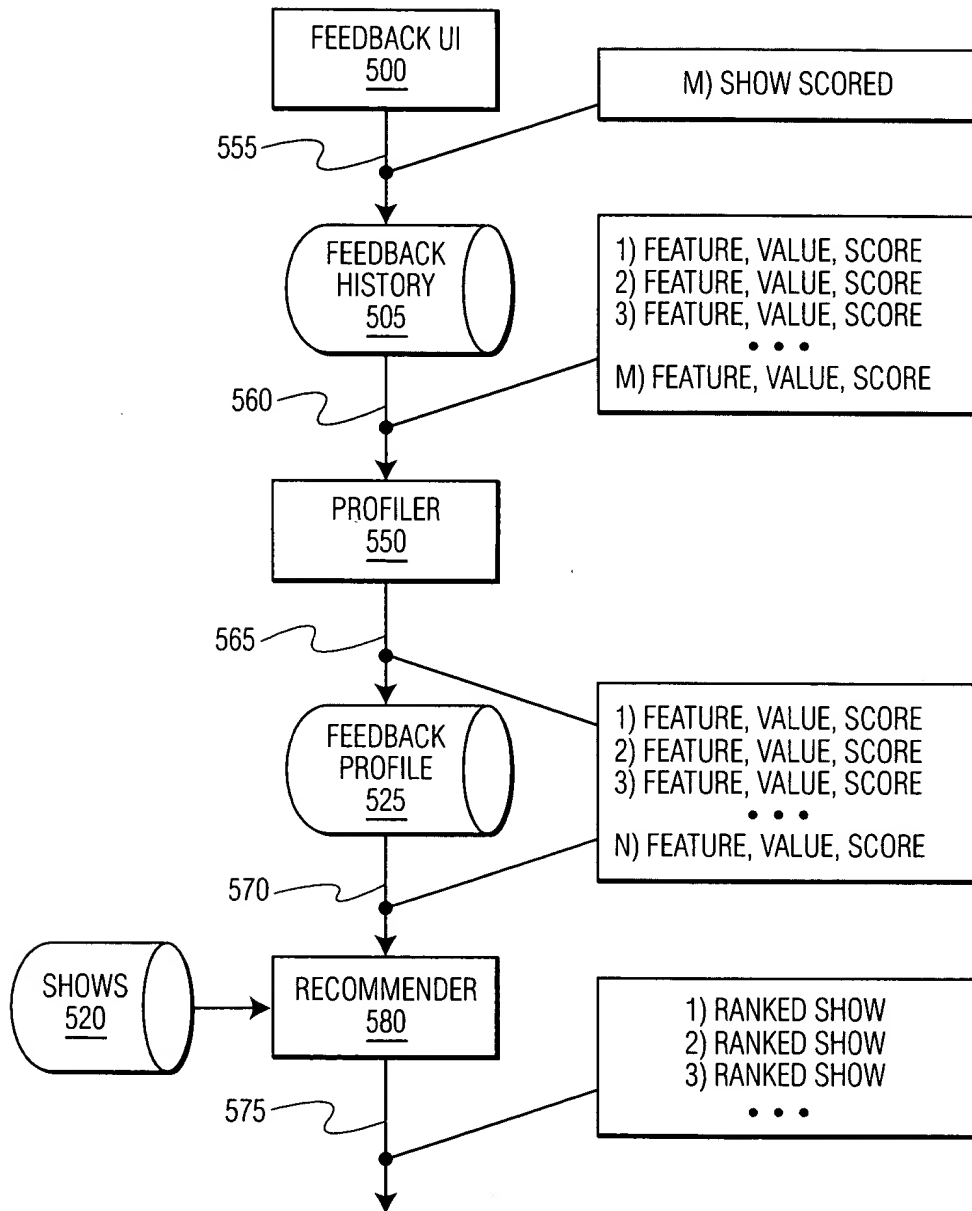 FEEDBACK UI
500
M) SHOW SCORED
555
FEEDBACK
HISTORY
505
1) FEATURE, VALUE, SCORE
2) FEATURE, VALUE, SCORE
3) FEATURE, VALUE, SCORE
• • •
M) FEATURE, VALUE, SCORE
560
PROFILER
550
565
FEEDBACK
PROFILE
525
1) FEATURE, VALUE, SCORE
2) FEATURE, VALUE, SCORE
3) FEATURE, VALUE, SCORE
• • •
N) FEATURE, VALUE, SCORE
570
SHOWS
520
RECOMMENDER
580
1) RANKED SHOW
2) RANKED SHOW
3) RANKED SHOW
• • •
575